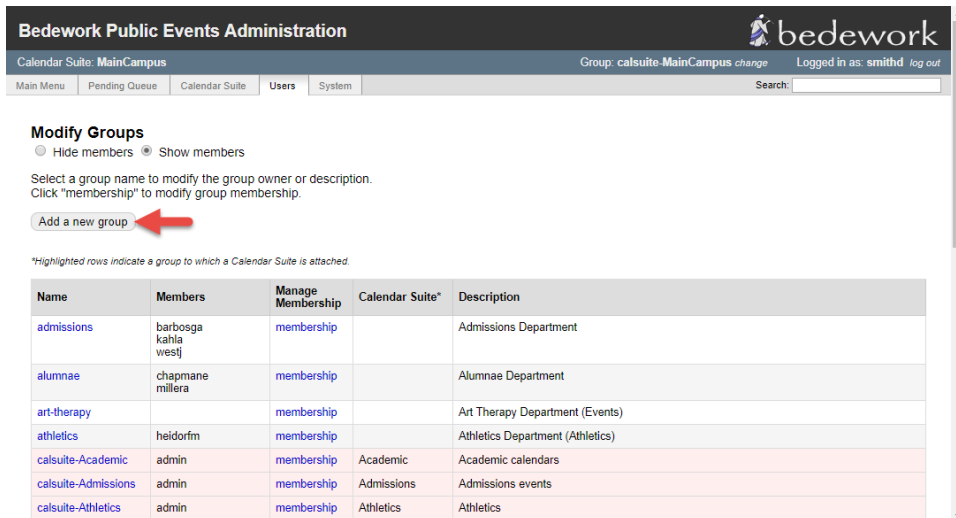 Bedework Public Events Administration
bedework
Calendar Suite: MainCampus Group: calsuite-MainCampus change Logged in as: smithd log out
Main Menu Pending Queue Calendar Suite Users System Search:
Modify Groups
Hide members Show members
Select a group name to modify the group owner or description.
Click "membership" to modify group membership.
Add a new group
*Highlighted rows indicate a group to which a Calendar Suite is attached.
Name Members Manage Membership Calendar Suite* Description
admissions barbosga membership Admissions Department
kahla
westj
alumnae chapmane membership Alumnae Department
millera
art-therapy membership Art Therapy Department (Events)
athletics heidorfm membership Athletics Department (Athletics)
calsuite-Academic admin membership Academic Academic calendars
calsuite-Admissions admin membership Admissions Admissions events
calsuite-Athletics admin membership Athletics Athletics